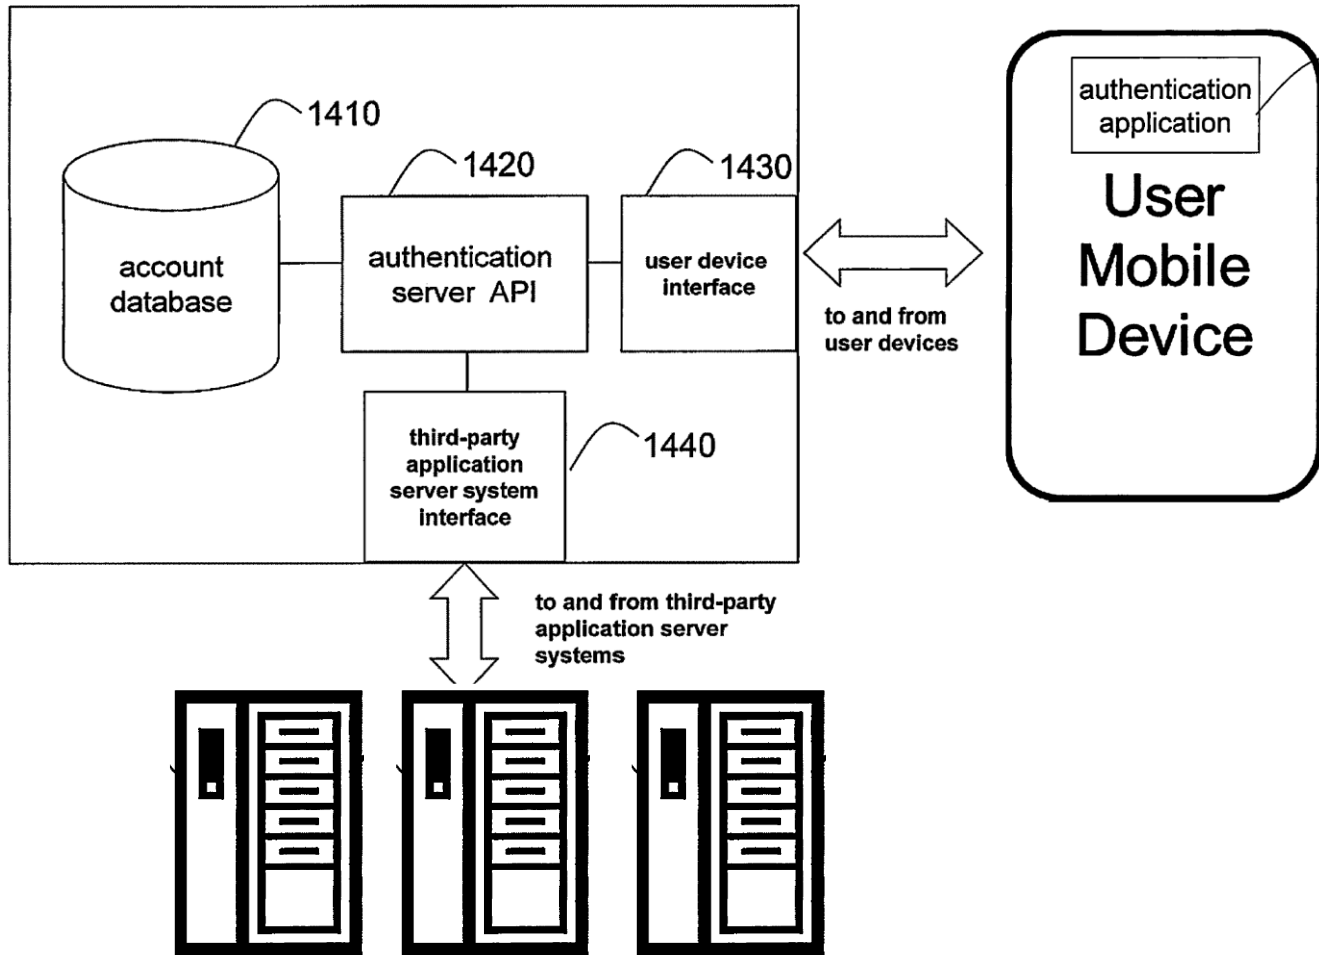 1410
account
database
1420
authentication
server API
1430
user device
interface
1440
third-party
application
server system
interface
to and from
user devices
authentication
application
User
Mobile
Device
to and from third-party
application server
systems